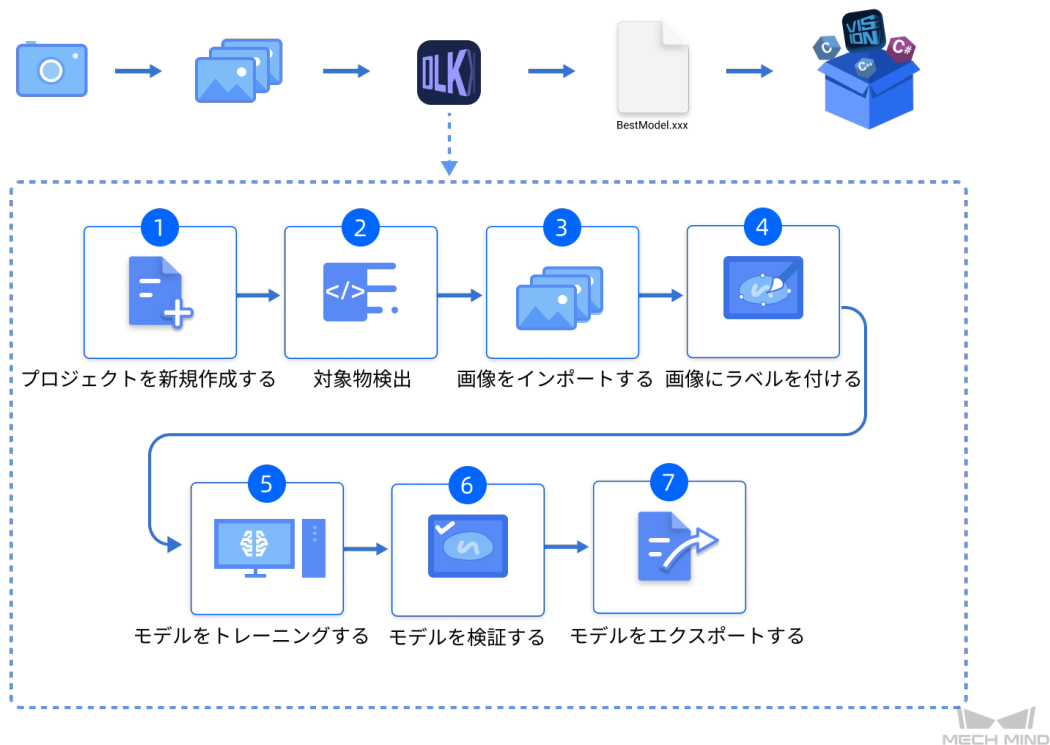 DLK
BestModel.xxx
VISION
C
C#
C++
1
2
3
4
</>
プロジェクトを新規作成する
対象物検出
画像をインポートする
画像にラベルを付ける
5
6
7
モデルをトレーニングする
モデルを検証する
モデルをエクスポートする
MECH MIND